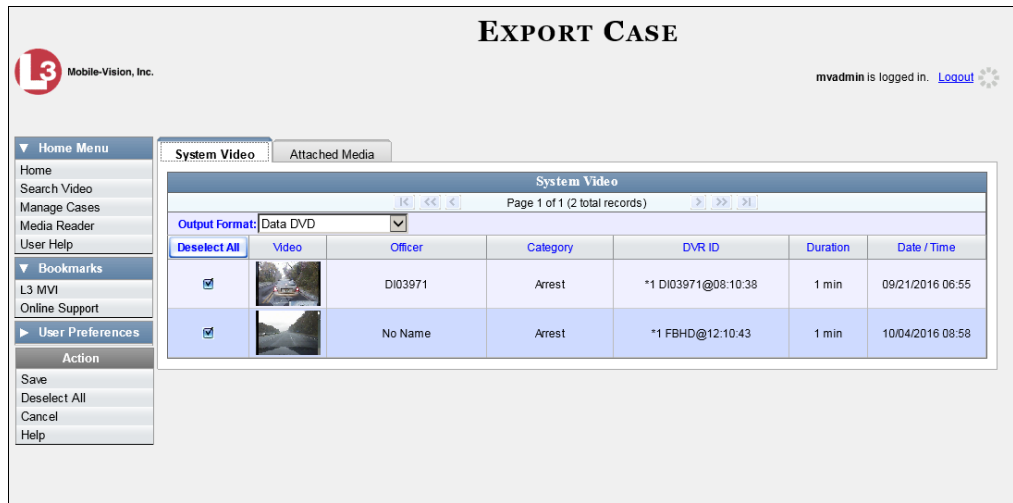 EXPORT CASE
L3 Mobile-Vision, Inc.
mvadmin is logged in. Logout
▼ Home Menu
Home
Search Video
Manage Cases
Media Reader
User Help
▼ Bookmarks
L3 MVI
Online Support
▶ User Preferences
Action
Save
Deselect All
Cancel
Help
System Video Attached Media
System Video
Page 1 of 1 (2 total records)
Output Format: Data DVD
Deselect All Video Officer Category DVR ID Duration Date / Time
DI03971 Arrest *1 DI03971@08:10:38 1 min 09/21/2016 06:55
No Name Arrest *1 FBHD@12:10:43 1 min 10/04/2016 08:58